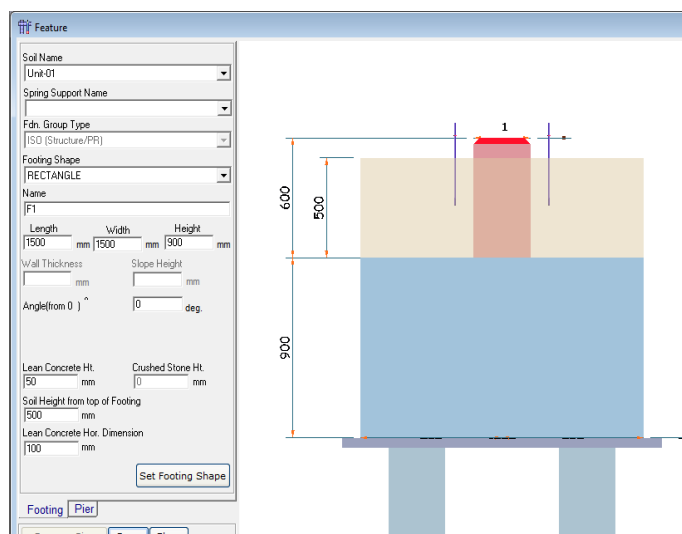 Feature
Soil Name
Unit-01
Spring Support Name
Fdn. Group Type
ISO (Structure/PR)
Footing Shape
RECTANGLE
Name
F1
Length Width Height
1500 mm 1500 mm 900 mm
Wall Thickness Slope Height
mm mm
Angle(from 0 ) ^ 0 deg.
Lean Concrete Ht. Crushed Stone Ht.
50 mm 0 mm
Soil Height from top of Footing
500 mm
Lean Concrete Hor. Dimension
100 mm
Set Footing Shape
Footing Pier
1
600
500
900